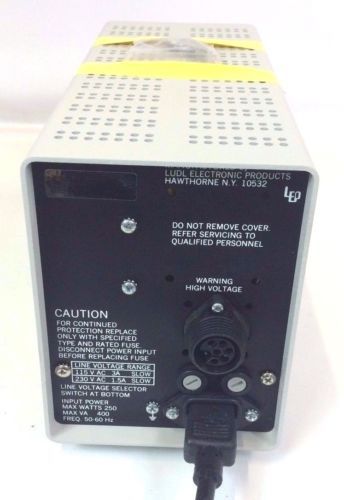 LUDL ELECTRONIC PRODUCTS
HAWTHORNE N.Y. 10532
LEP
DO NOT REMOVE COVER.
REFER SERVICING TO
QUALIFIED PERSONNEL
WARNING
HIGH VOLTAGE
CAUTION
FOR CONTINUED
PROTECTION REPLACE
ONLY WITH SPECIFIED
TYPE AND RATED FUSE
DISCONNECT POWER INPUT
BEFORE REPLACING FUSE
LINE VOLTAGE RANGE
115 V AC 3A SLOW
230 V AC 1.5A SLOW
LINE VOLTAGE SELECTOR
SWITCH AT BOTTOM
INPUT POWER
MAX WATTS 250
MAX VA 400
FREQ. 50-60 Hz